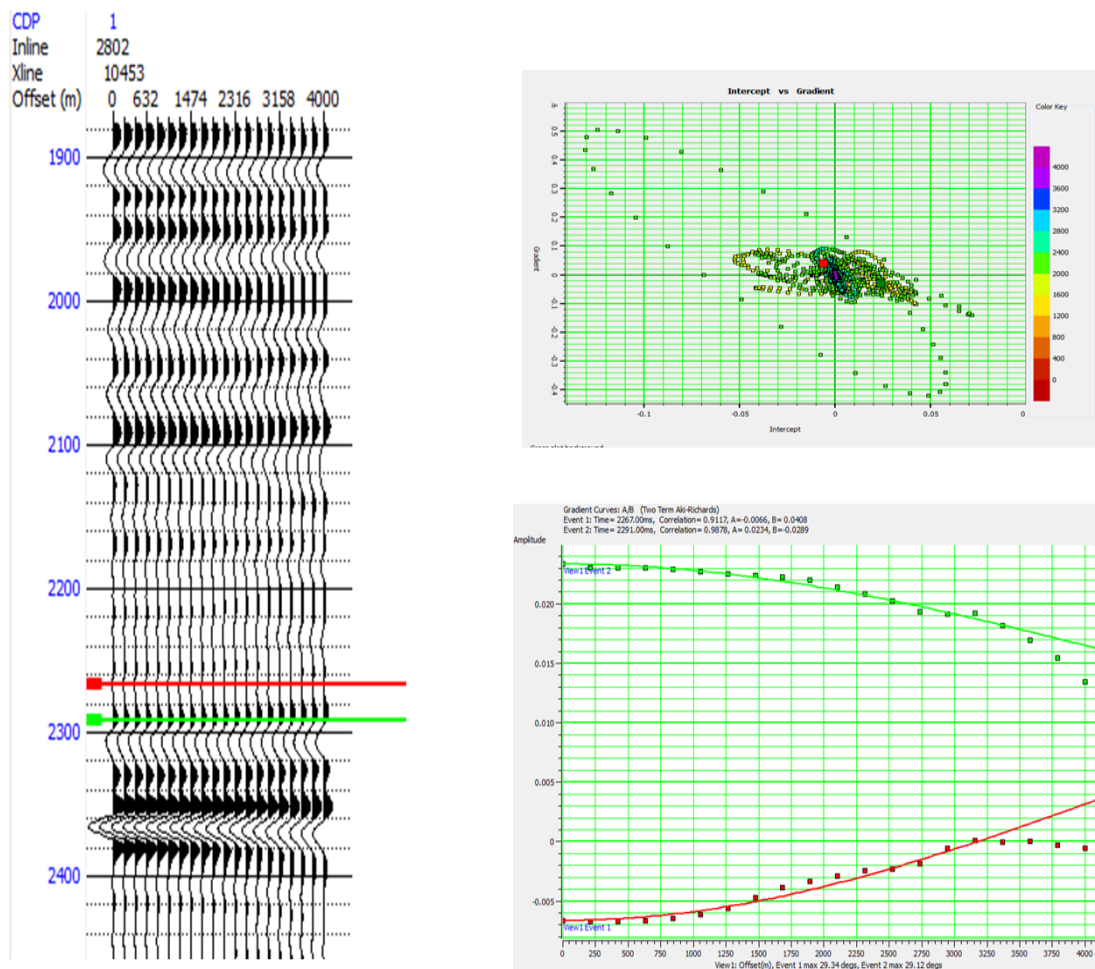 CDP 1
Inline 2802
Xline 10453
Offset (m) 0 632 1474 2316 3158 4000
1900
2000
2100
2200
2300
2400
Intercept vs Gradient
Color Key
0.5
0.4
0.3
0.2
0.1
0
-0.1
-0.2
-0.3
-0.4
Gradient
-0.1 -0.05 0 0.05 0
Intercept
4000
3600
3200
2800
2400
2000
1600
1200
800
400
0
Cross plot background
Gradient Curves: A/B (Two Term Aki-Richards)
Event 1: Time= 2267.00ms, Correlation= 0.9117, A=-0.0066, B= 0.0408
Event 2: Time= 2291.00ms, Correlation= 0.9878, A= 0.0234, B=-0.0289
Amplitude
View1 Event 2
0.020
0.015
0.010
0.005
0
-0.005
View1 Event 1
0 250 500 750 1000 1250 1500 1750 2000 2250 2500 2750 3000 3250 3500 3750 4000
View1: Offset(m), Event 1 max 29.34 degs, Event 2 max 29.12 degs